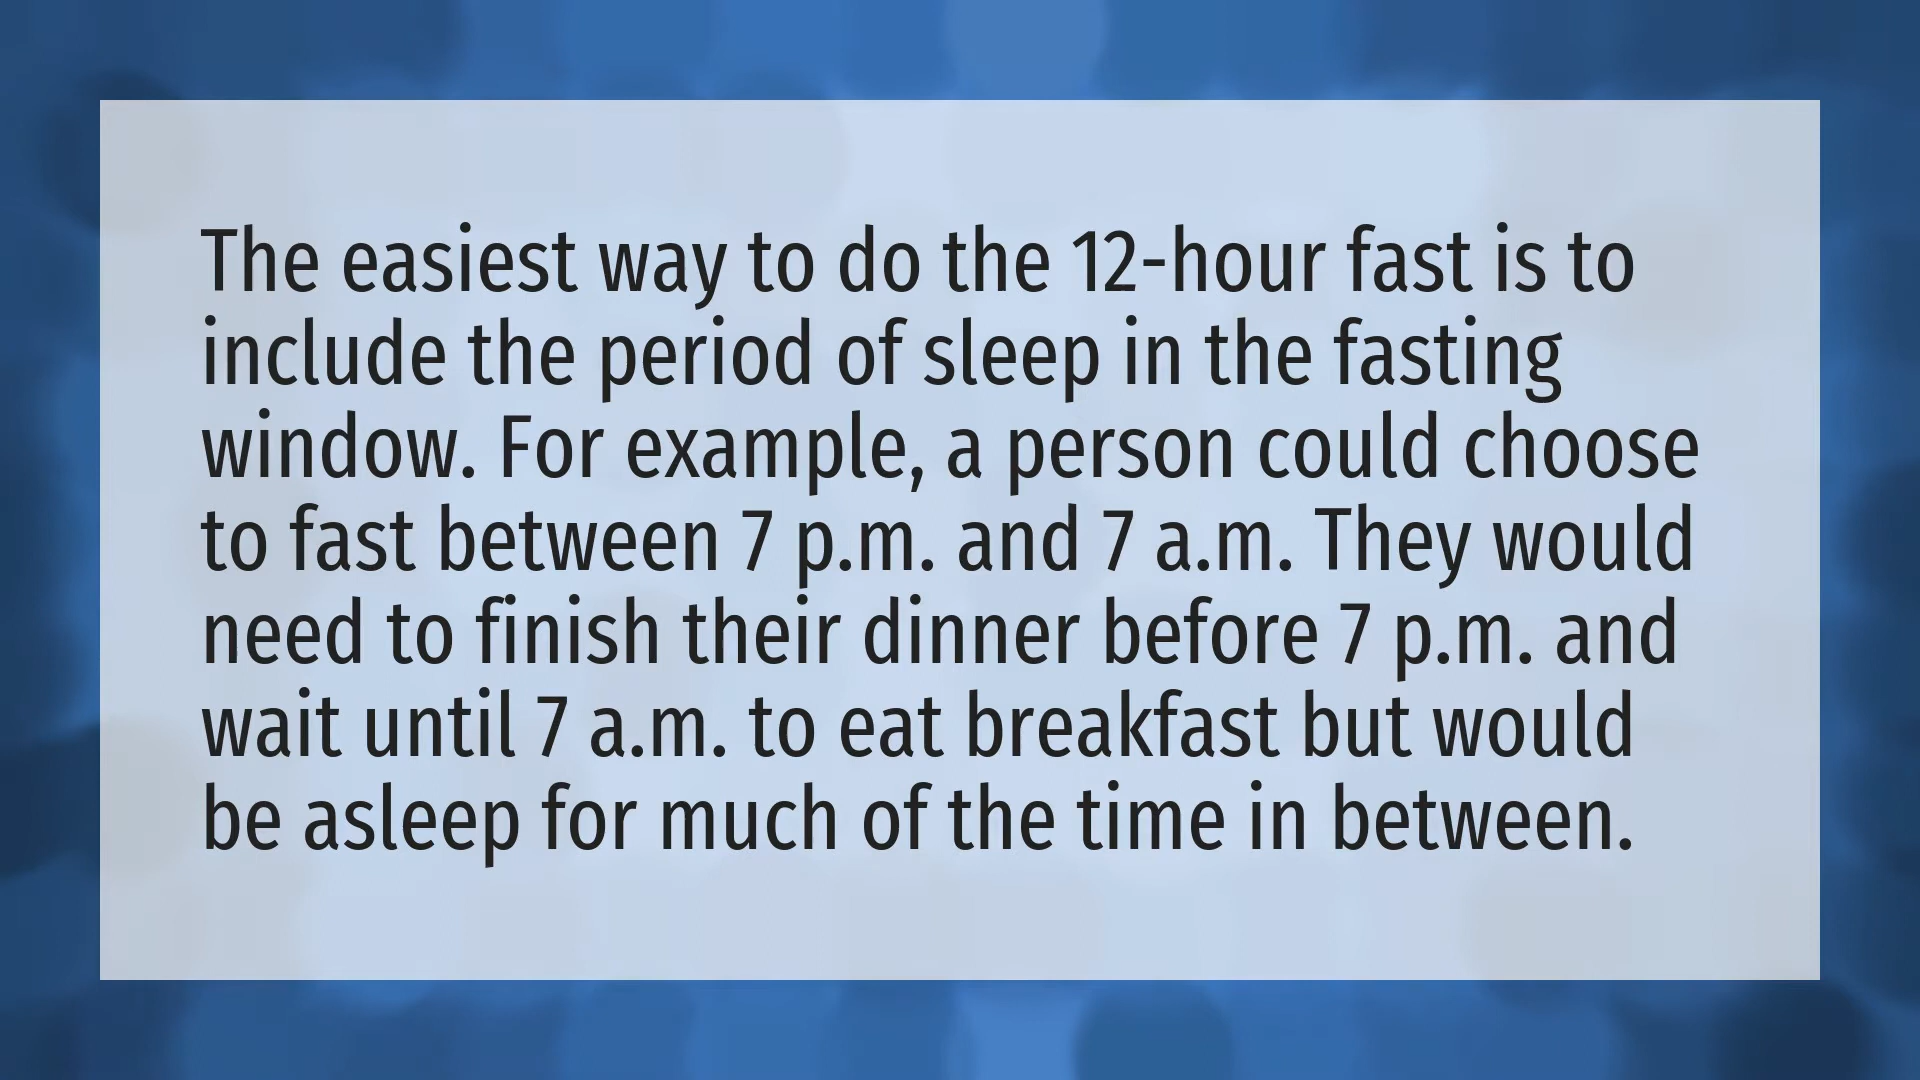 The easiest way to do the 12-hour fast is to
include the period of sleep in the fasting
window. For example, a person could choose
to fast between 7 p.m. and 7 a.m. They would
need to finish their dinner before 7 p.m. and
wait until 7 a.m. to eat breakfast but would
be asleep for much of the time in between.